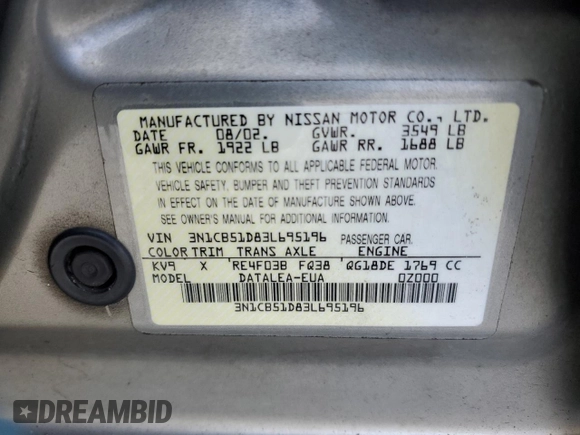 MANUFACTURED BY NISSAN MOTOR CO., LTD.
DATE 08/02. GVWR. 3549 LB
GAWR FR. 1922 LB GAWR RR. 1688 LB
THIS VEHICLE CONFORMS TO ALL APPLICABLE FEDERAL MOTOR
VEHICLE SAFETY, BUMPER AND THEFT PREVENTION STANDARDS
IN EFFECT ON THE DATE OF MANUFACTURE SHOWN ABOVE.
SEE OWNER'S MANUAL FOR ADDITIONAL INFORMATION.
VIN 3N1CB51D83L695196 PASSENGER CAR.
COLOR TRIM TRANS AXLE ENGINE
KV9 X RE4F03B FQ38 QG18DE 1769 CC
MODEL DATALEA-EUA 0Z000
3N1CB51D83L695196
DREAMBID